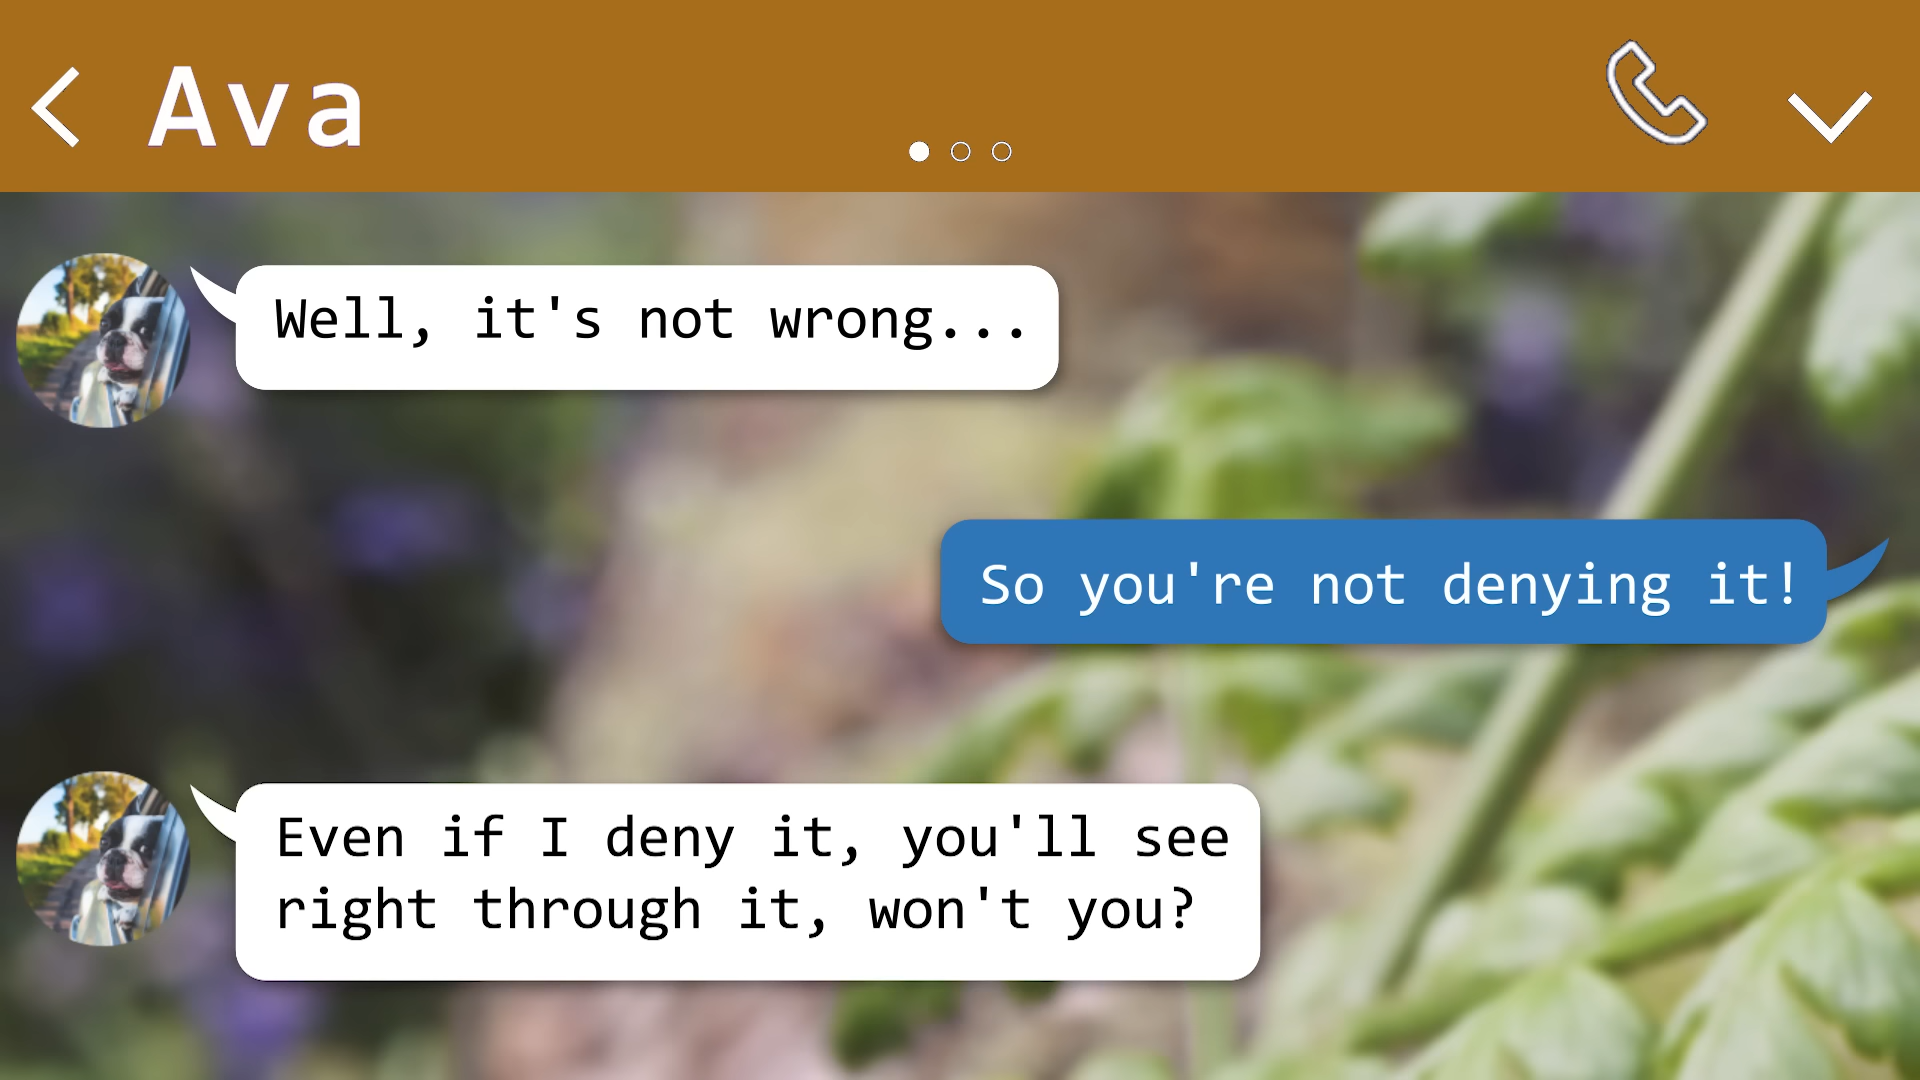 Ava
Well, it's not wrong...
So you're not denying it!
Even if I deny it, you'll see
right through it, won't you?